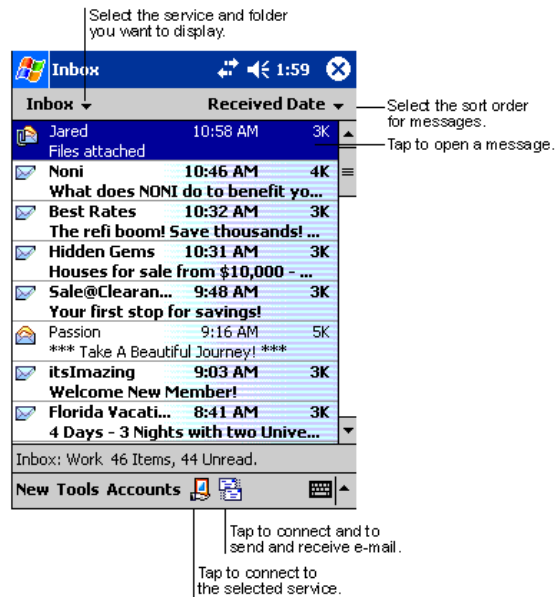 Select the service and folder
you want to display.
Inbox 1:59
Inbox Received Date
Select the sort order
for messages.
Jared 10:58 AM 3K
Files attached
Tap to open a message.
Noni 10:46 AM 4K
What does NONI do to benefit yo...
Best Rates 10:32 AM 3K
The refi boom! Save thousands! ...
Hidden Gems 10:31 AM 3K
Houses for sale from $10,000 - ...
Sale@Clearan... 9:48 AM 3K
Your first stop for savings!
Passion 9:16 AM 5K
*** Take A Beautiful Journey! ***
itsImazing 9:03 AM 3K
Welcome New Member!
Florida Vacati... 8:41 AM 3K
4 Days - 3 Nights with two Unive...
Inbox: Work 46 Items, 44 Unread.
New Tools Accounts
Tap to connect and to
send and receive e-mail.
Tap to connect to
the selected service.